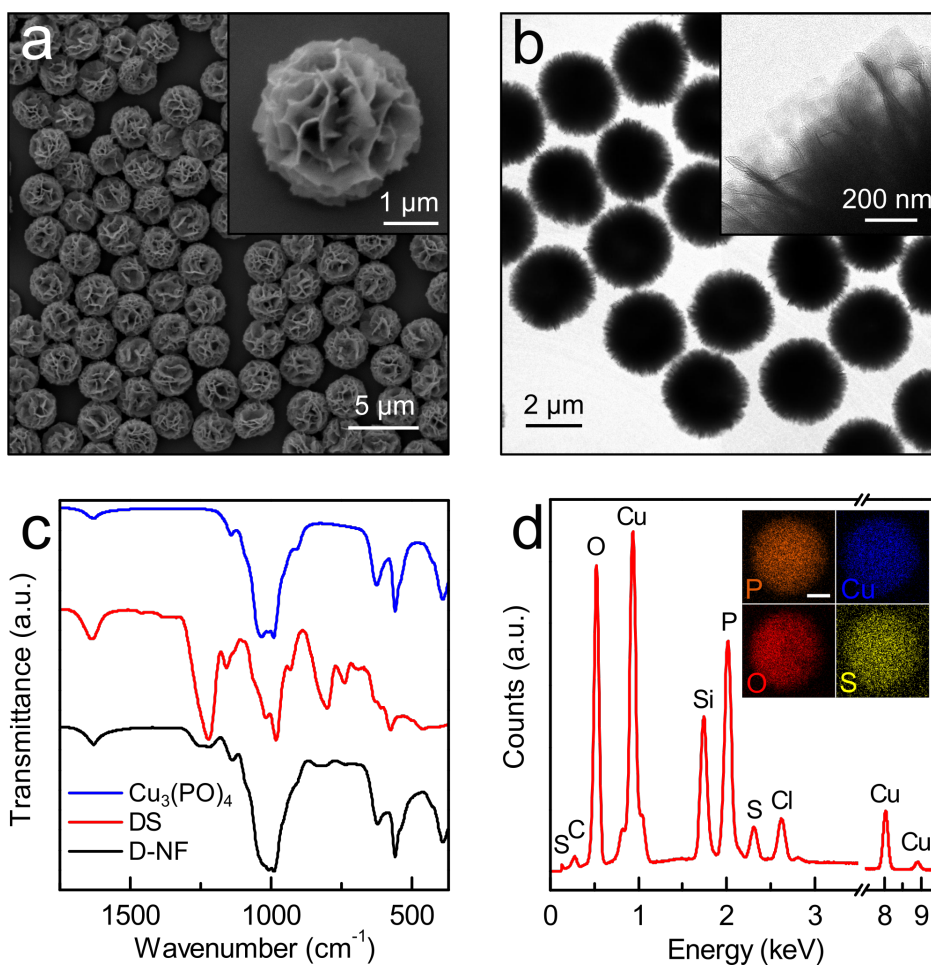 a
1 µm
5 µm
b
200 nm
2 µm
c
Transmittance (a.u.)
Cu₃(PO)₄
DS
D-NF
1500 1000 500
Wavenumber (cm⁻¹)
d
Counts (a.u.)
S
C
O
Cu
Si
P
S
Cl
Cu
Cu
P
Cu
O
S
0 1 2 3 8 9
Energy (keV)